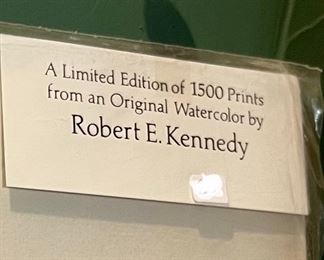 A Limited Edition of 1500 Prints
from an Original Watercolor by
Robert E. Kennedy